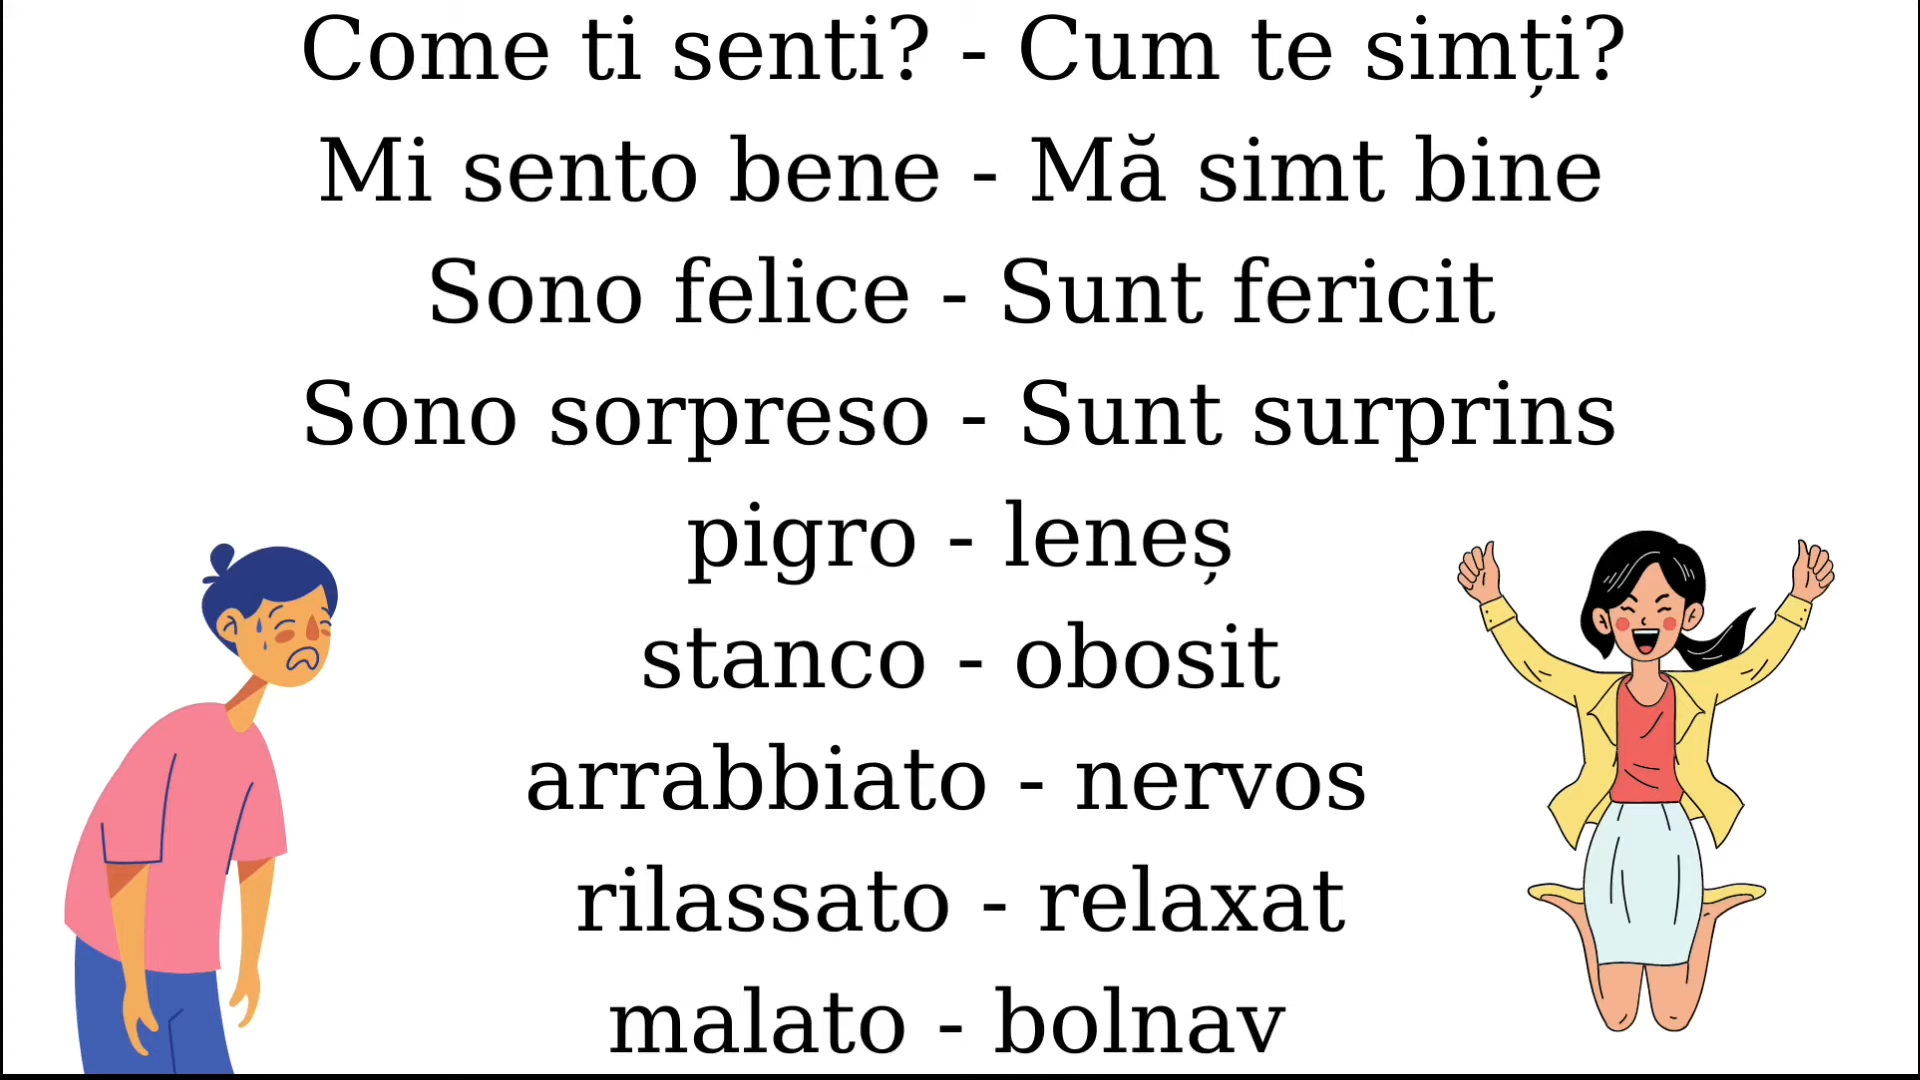 Come ti senti? - Cum te simți?
Mi sento bene - Mă simt bine
Sono felice - Sunt fericit
Sono sorpreso - Sunt surprins
pigro - leneș
stanco - obosit
arrabbiato - nervos
rilassato - relaxat
malato - bolnav